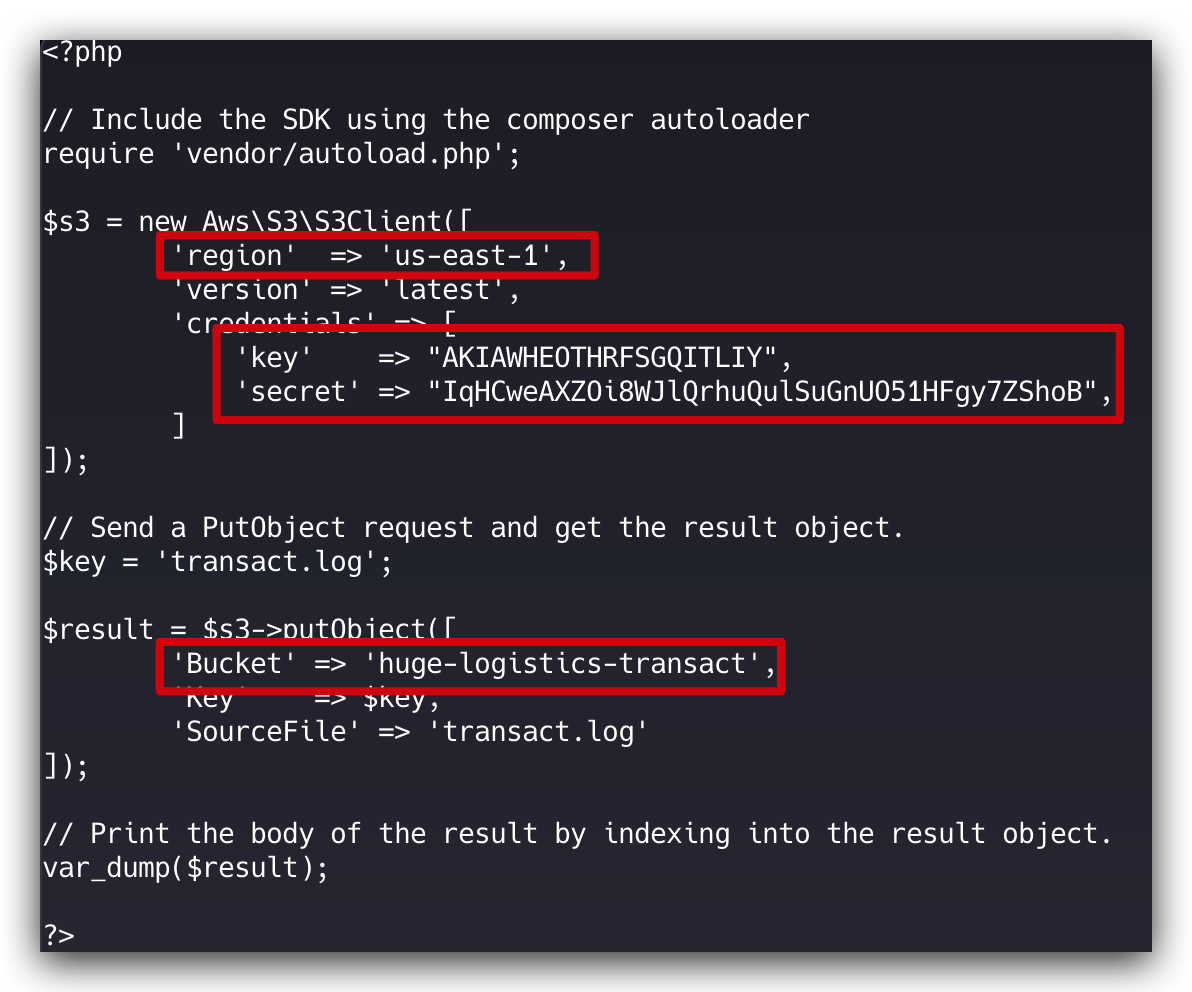 <?php
// Include the SDK using the composer autoloader
require 'vendor/autoload.php';
$s3 = new Aws\S3\S3Client([
'region'  => 'us-east-1',
'version' => 'latest',
'credentials' => [
'key'    => "AKIAWHEOTHRFSGQITLIY",
'secret' => "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",
]
]);
// Send a PutObject request and get the result object.
$key = 'transact.log';
$result = $s3->putObject([
'Bucket' => 'huge-logistics-transact',
'Key'    => $key,
'SourceFile' => 'transact.log'
]);
// Print the body of the result by indexing into the result object.
var_dump($result);
?>